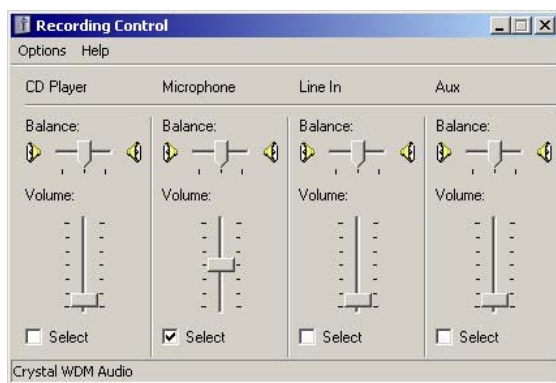 Recording Control
Options Help
CD Player Microphone Line In Aux
Balance: Balance: Balance: Balance:
Volume: Volume: Volume: Volume:
Select Select Select Select
Crystal WDM Audio